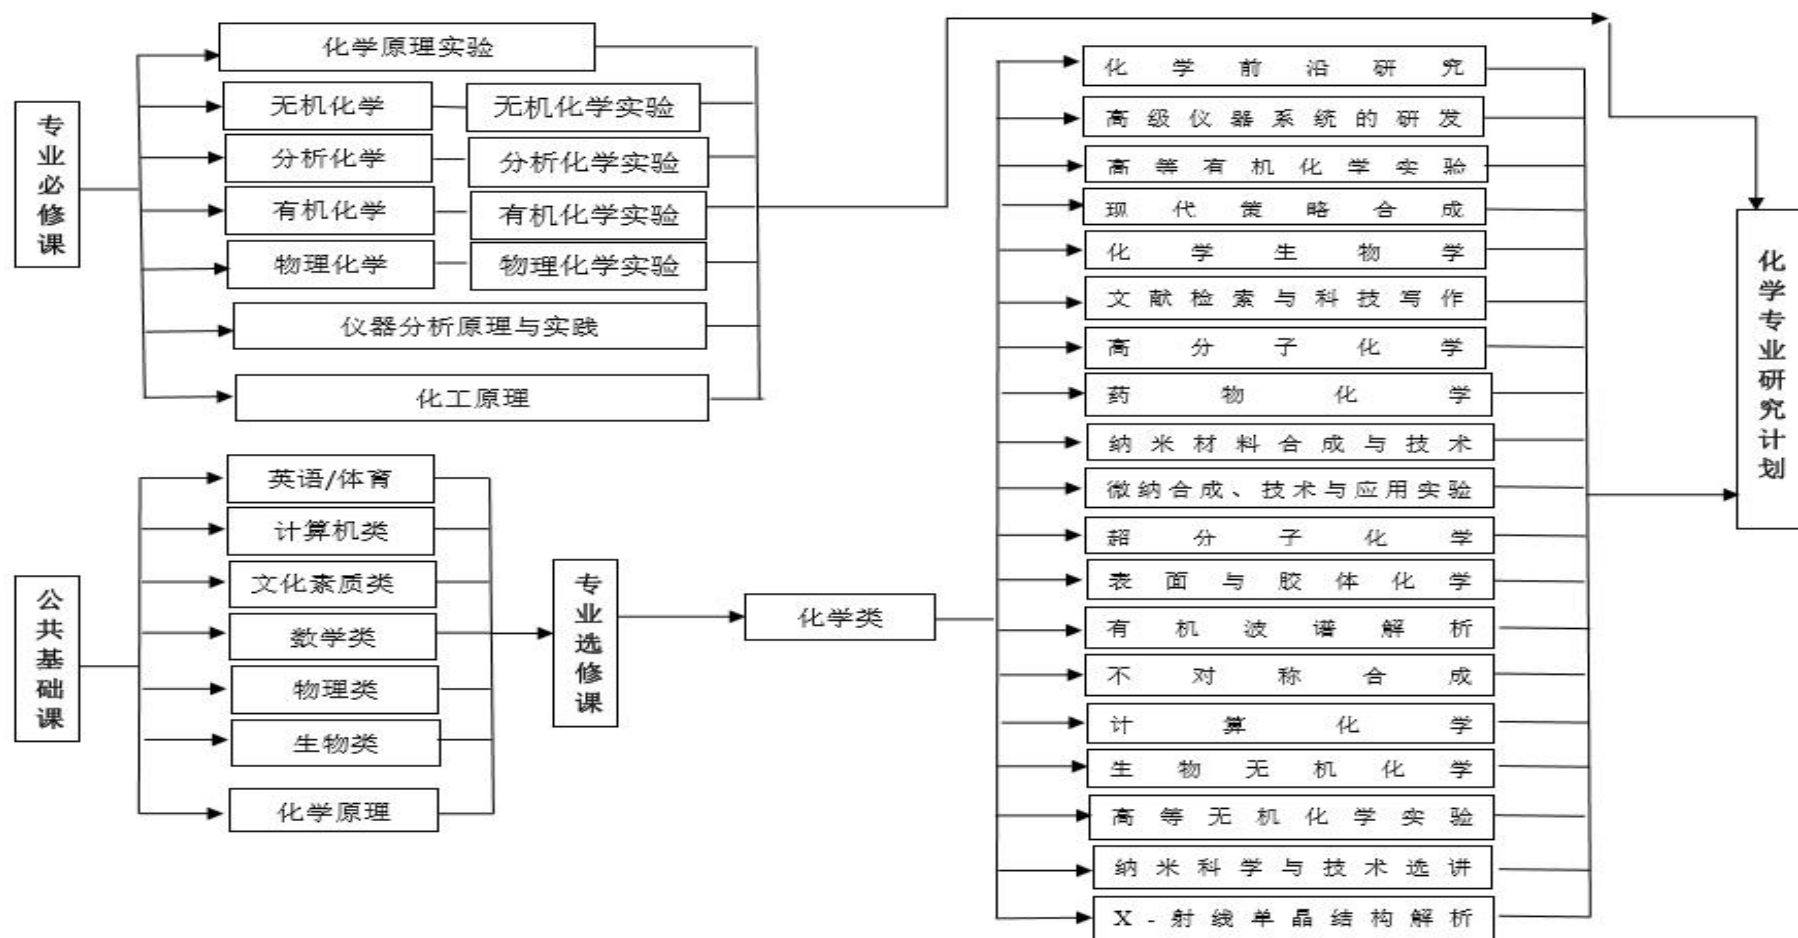 专业必修课
化学原理实验
无机化学
无机化学实验
分析化学
分析化学实验
有机化学
有机化学实验
物理化学
物理化学实验
仪器分析原理与实践
化工原理
公共基础课
英语/体育
计算机类
文化素质类
数学类
物理类
生物类
化学原理
专业选修课
化学类
化学前沿研究
高级仪器系统的研发
高等有机化学实验
现代策略合成
化学生物学
文献检索与科技写作
高分子化学
药物化学
纳米材料合成与技术
微纳合成、技术与应用实验
超分子化学
表面与胶体化学
有机波谱解析
不对称合成
计算化学
生物无机化学
高等无机化学实验
纳米科学与技术选讲
X-射线单晶结构解析
化学专业研究计划